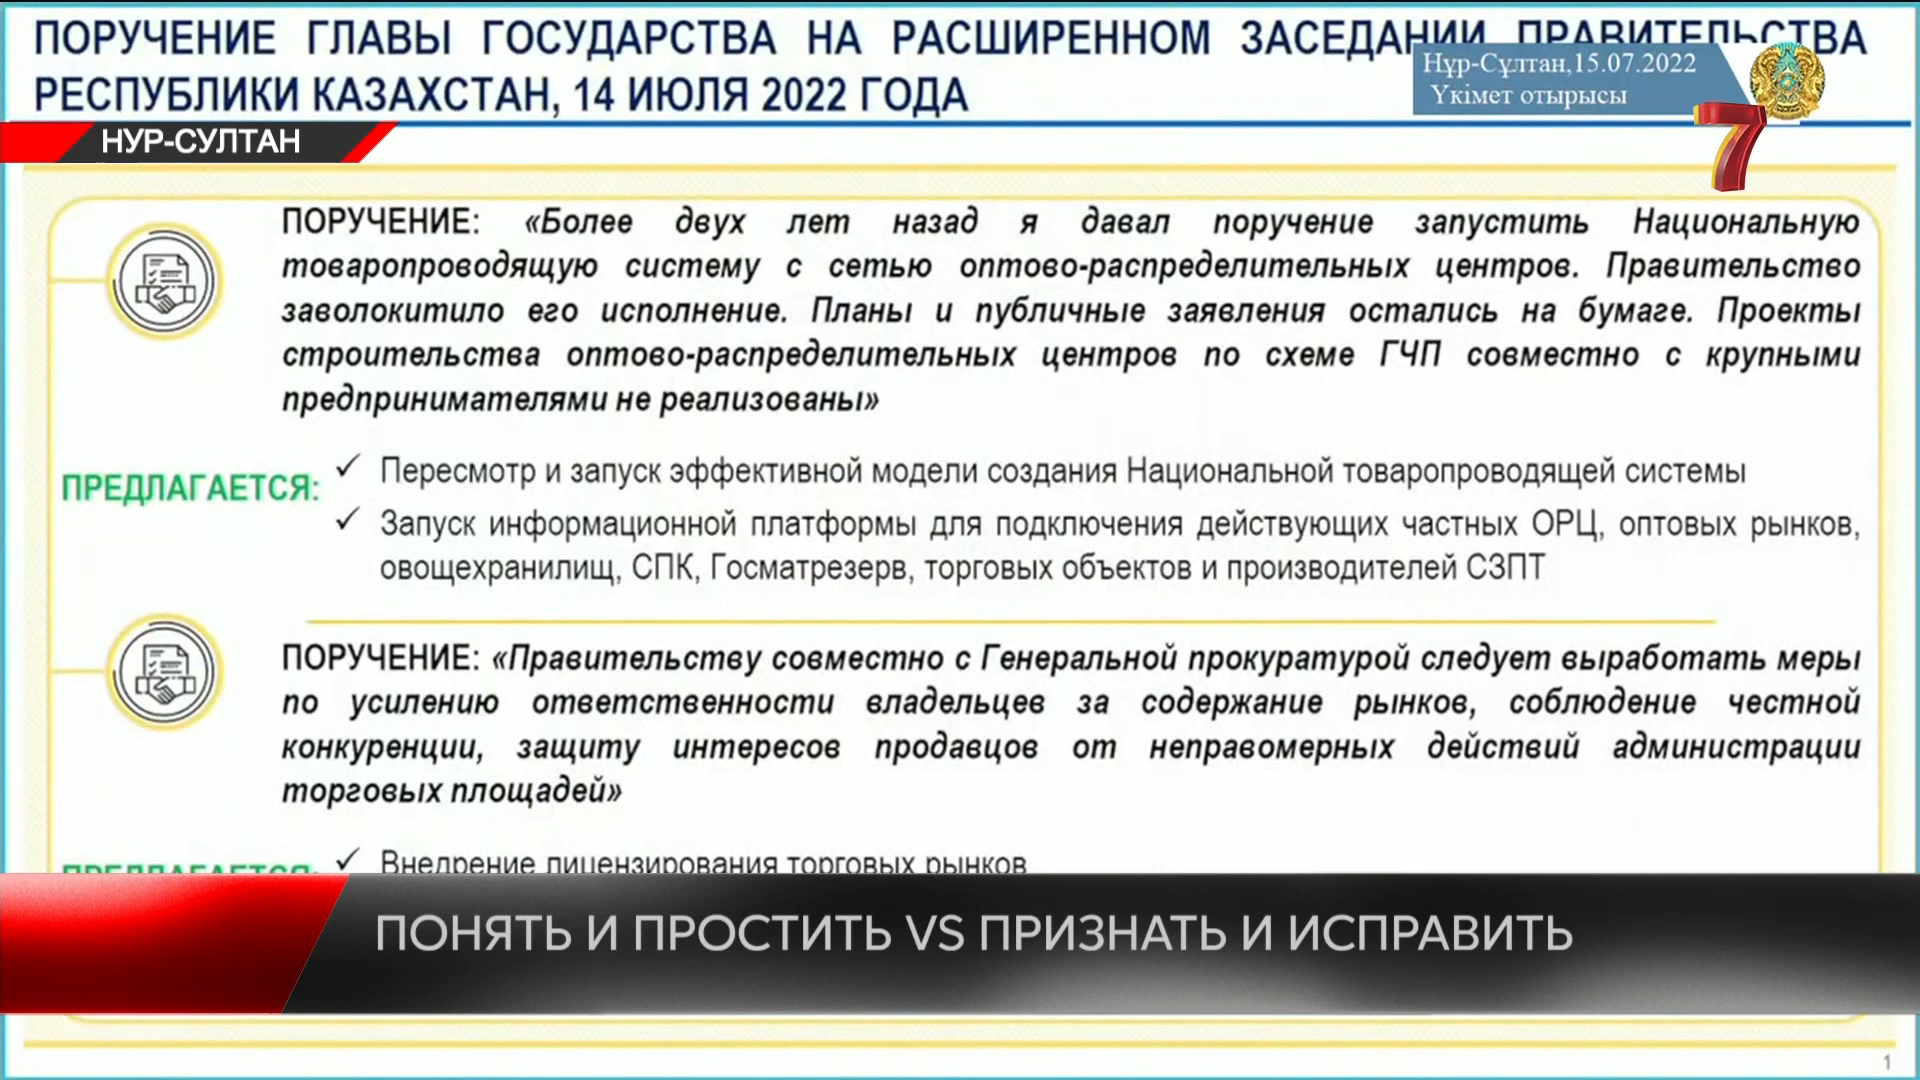 ПОРУЧЕНИЕ ГЛАВЫ ГОСУДАРСТВА НА РАСШИРЕННОМ ЗАСЕДАНИИ ПРАВИТЕЛЬСТВА
РЕСПУБЛИКИ КАЗАХСТАН, 14 ИЮЛЯ 2022 ГОДА
Нұр-Сұлтан,15.07.2022
Үкімет отырысы
7
НУР-СУЛТАН
ПОРУЧЕНИЕ: «Более двух лет назад я давал поручение запустить Национальную
товаропроводящую систему с сетью оптово-распределительных центров. Правительство
заволокитило его исполнение. Планы и публичные заявления остались на бумаге. Проекты
строительства оптово-распределительных центров по схеме ГЧП совместно с крупными
предпринимателями не реализованы»
ПРЕДЛАГАЕТСЯ:
✓ Пересмотр и запуск эффективной модели создания Национальной товаропроводящей системы
✓ Запуск информационной платформы для подключения действующих частных ОРЦ, оптовых рынков,
овощехранилищ, СПК, Госматрезерв, торговых объектов и производителей СЗПТ
ПОРУЧЕНИЕ: «Правительству совместно с Генеральной прокуратурой следует выработать меры
по усилению ответственности владельцев за содержание рынков, соблюдение честной
конкуренции, защиту интересов продавцов от неправомерных действий администрации
торговых площадей»
ПРЕДЛАГАЕТСЯ:
✓ Внедрение лицензирования торговых рынков
ПОНЯТЬ И ПРОСТИТЬ VS ПРИЗНАТЬ И ИСПРАВИТЬ
1